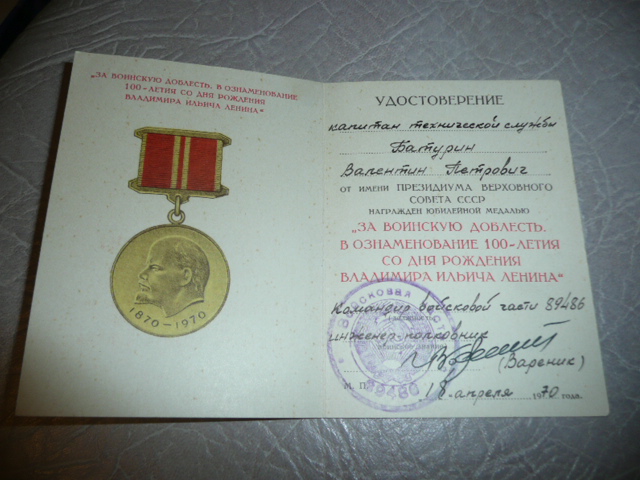 „ЗА ВОИНСКУЮ ДОБЛЕСТЬ. В ОЗНАМЕНОВАНИЕ
100-ЛЕТИЯ СО ДНЯ РОЖДЕНИЯ
ВЛАДИМИРА ИЛЬИЧА ЛЕНИНА“
1870-1970
УДОСТОВЕРЕНИЕ
капитан технической службы
Батурин
Валентин Петрович
ОТ ИМЕНИ ПРЕЗИДИУМА ВЕРХОВНОГО
СОВЕТА СССР
НАГРАЖДЕН ЮБИЛЕЙНОЙ МЕДАЛЬЮ
„ЗА ВОИНСКУЮ ДОБЛЕСТЬ.
В ОЗНАМЕНОВАНИЕ 100-ЛЕТИЯ
СО ДНЯ РОЖДЕНИЯ
ВЛАДИМИРА ИЛЬИЧА ЛЕНИНА“
Командир войсковой части 39486
инженер-полковник
(Вареник)
М. П. 18 апреля 1970 года.